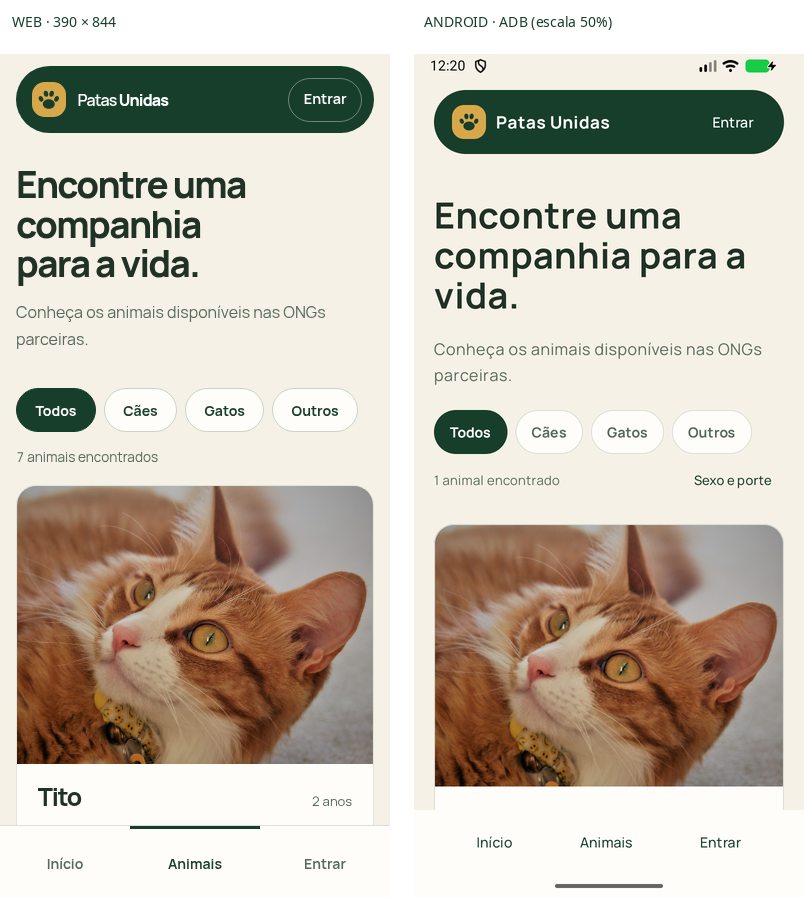 WEB · 390 × 844
Patas Unidas
Entrar
Encontre uma
companhia
para a vida.
Conheça os animais disponíveis nas ONGs
parceiras.
Todos
Cães
Gatos
Outros
7 animais encontrados
Tito
2 anos
Início
Animais
Entrar
ANDROID · ADB (escala 50%)
12:20
Patas Unidas
Entrar
Encontre uma
companhia para a
vida.
Conheça os animais disponíveis nas ONGs
parceiras.
Todos
Cães
Gatos
Outros
1 animal encontrado
Sexo e porte
Início
Animais
Entrar